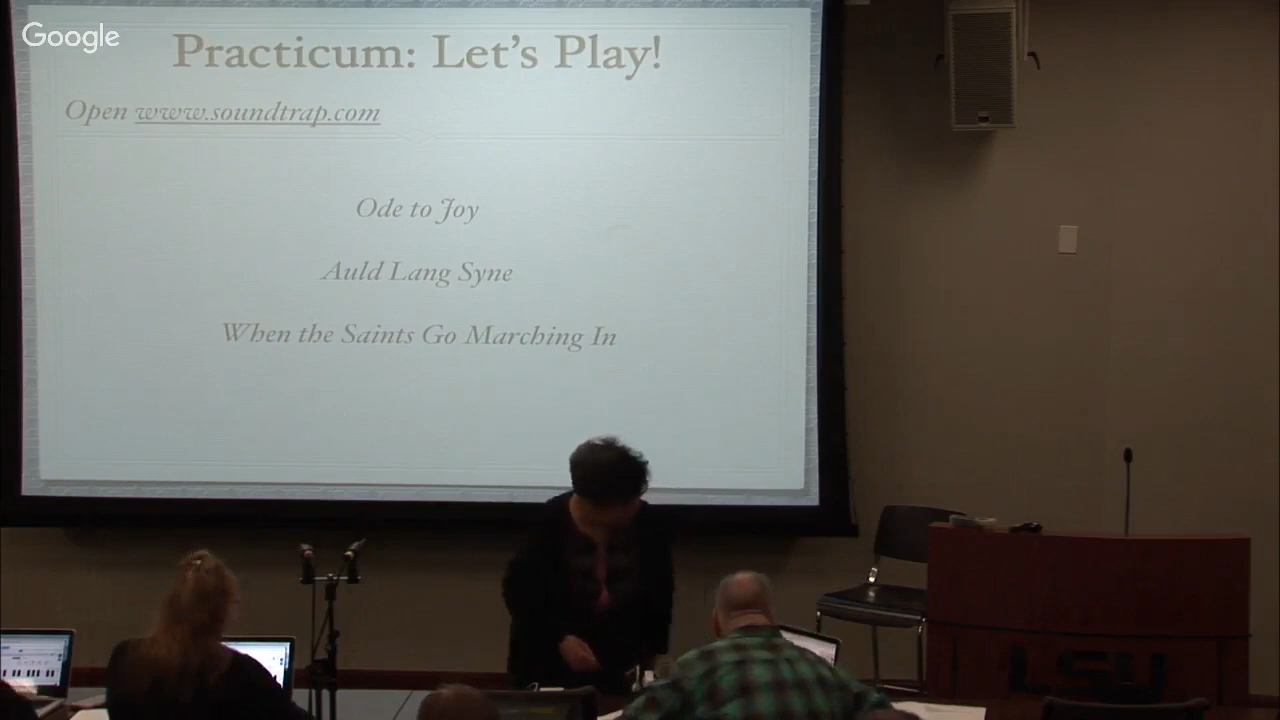 Google
Practicum: Let's Play!
Open www.soundtrap.com
Ode to Joy
Auld Lang Syne
When the Saints Go Marching In
LSU